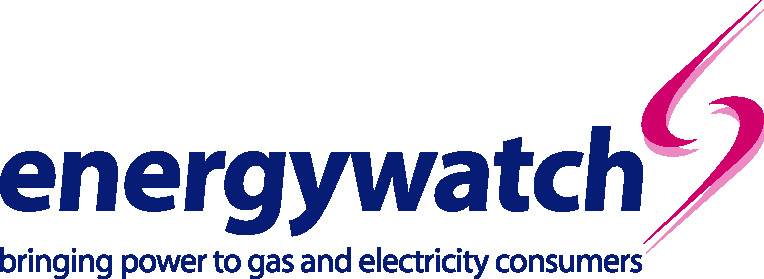 energywatch
bringing power to gas and electricity consumers